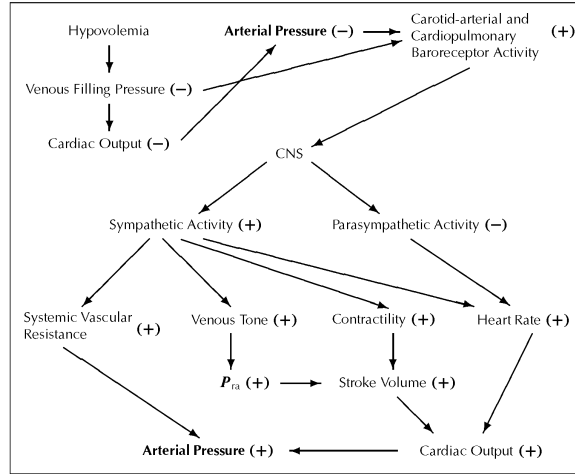 Hypovolemia
Arterial Pressure (−)
Carotid-arterial and
Cardiopulmonary (+)
Baroreceptor Activity
Venous Filling Pressure (−)
Cardiac Output (−)
CNS
Sympathetic Activity (+)
Parasympathetic Activity (−)
Systemic Vascular
Resistance (+)
Venous Tone (+)
Contractility (+)
Heart Rate (+)
Pra (+)
Stroke Volume (+)
Arterial Pressure (+)
Cardiac Output (+)